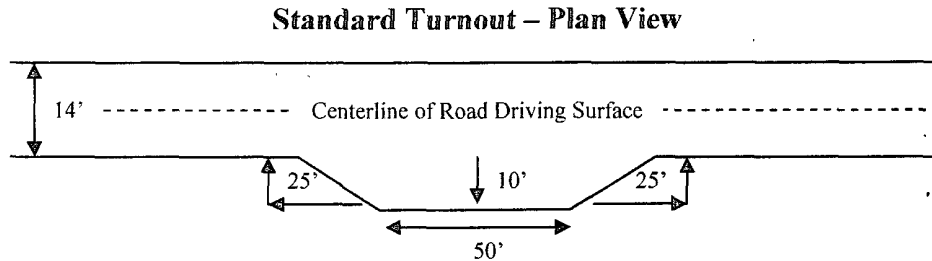 Standard Turnout – Plan View
14'
Centerline of Road Driving Surface
25'
10'
25'
50'